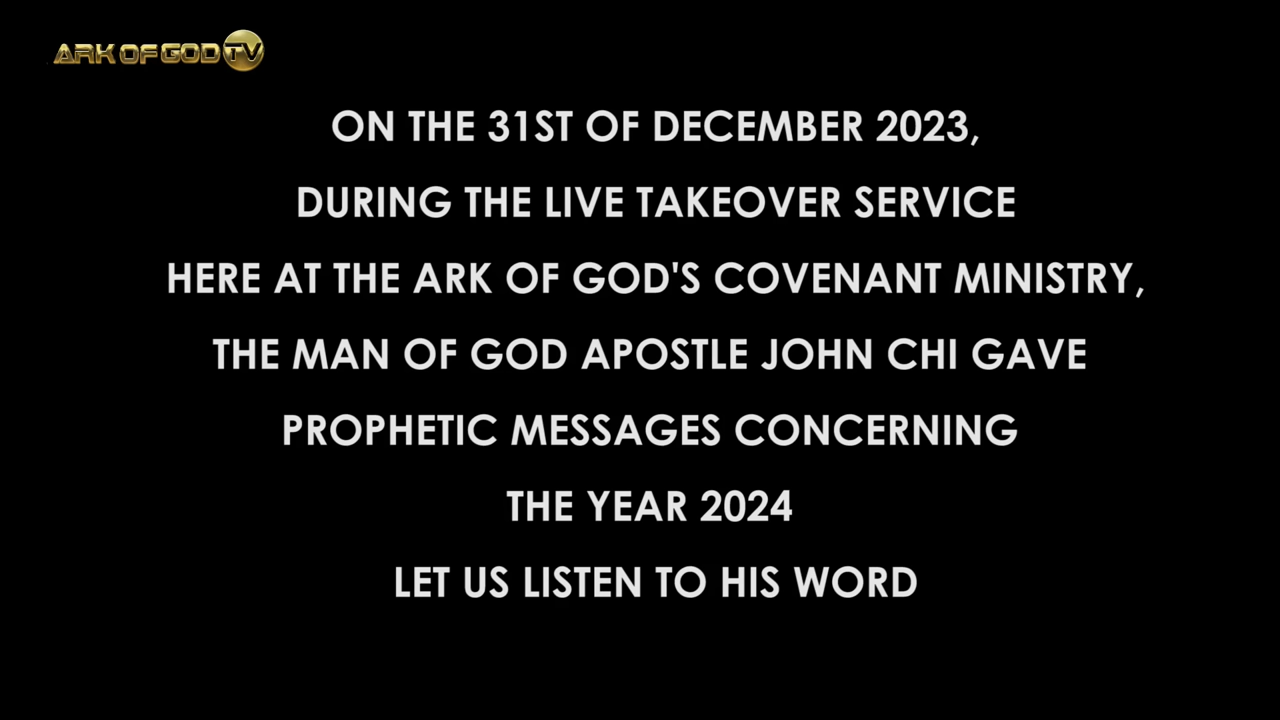 ARK OF GOD TV
ON THE 31ST OF DECEMBER 2023,
DURING THE LIVE TAKEOVER SERVICE
HERE AT THE ARK OF GOD'S COVENANT MINISTRY,
THE MAN OF GOD APOSTLE JOHN CHI GAVE
PROPHETIC MESSAGES CONCERNING
THE YEAR 2024
LET US LISTEN TO HIS WORD